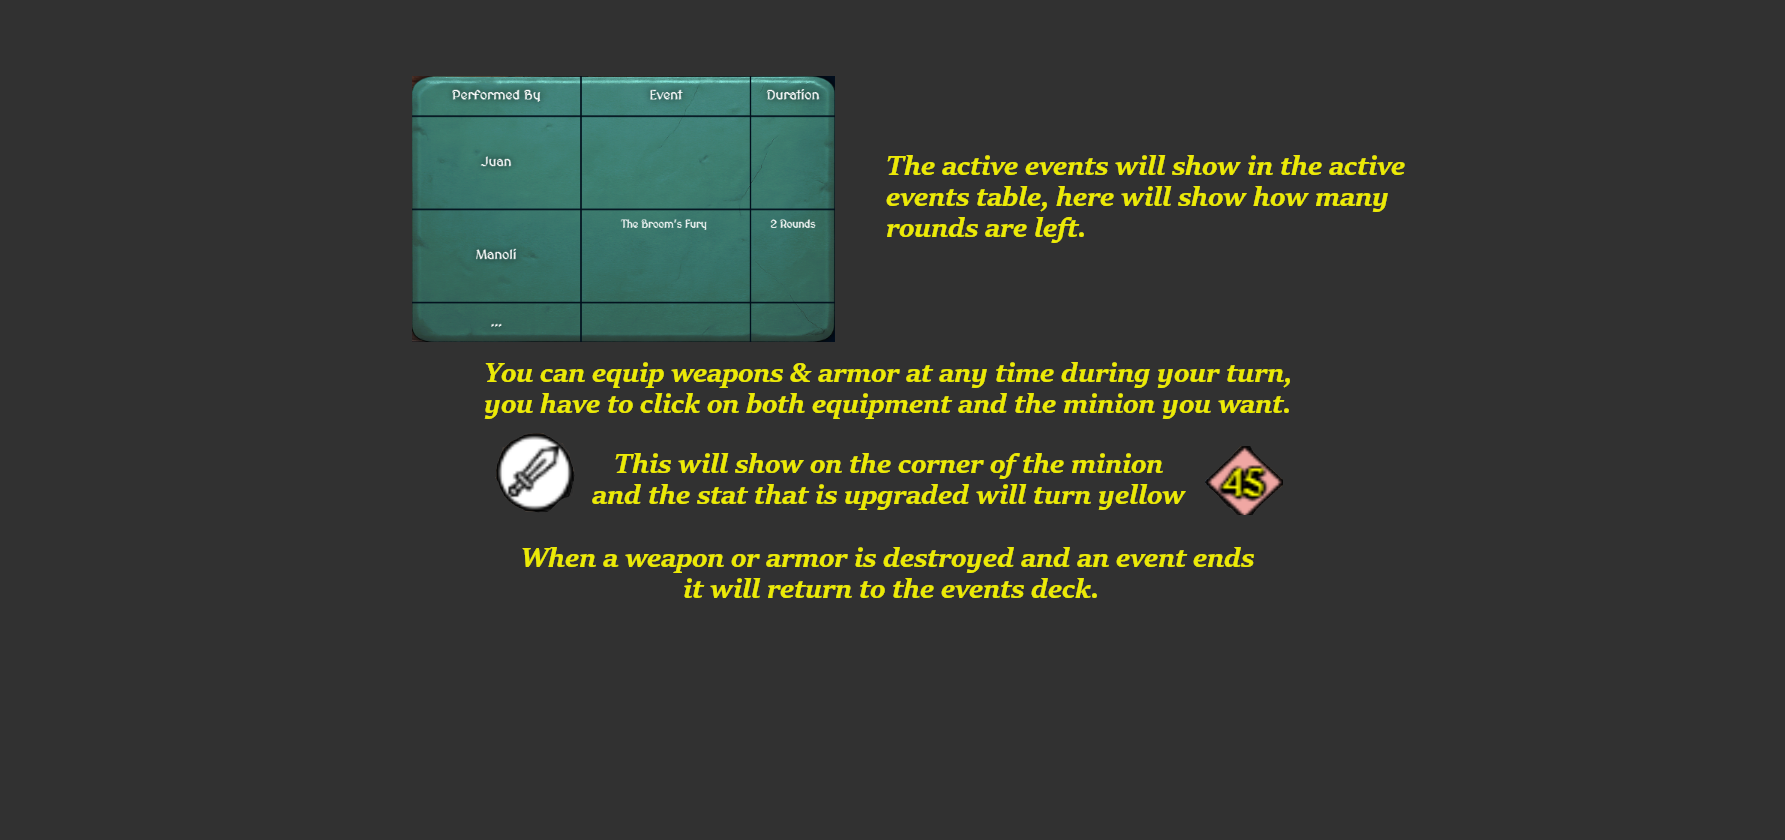 Performed By Event Duration
Juan
The Broom's Fury 2 Rounds
Manoli
...
The active events will show in the active
events table, here will show how many
rounds are left.
You can equip weapons & armor at any time during your turn,
you have to click on both equipment and the minion you want.
This will show on the corner of the minion
and the stat that is upgraded will turn yellow
45
When a weapon or armor is destroyed and an event ends
it will return to the events deck.